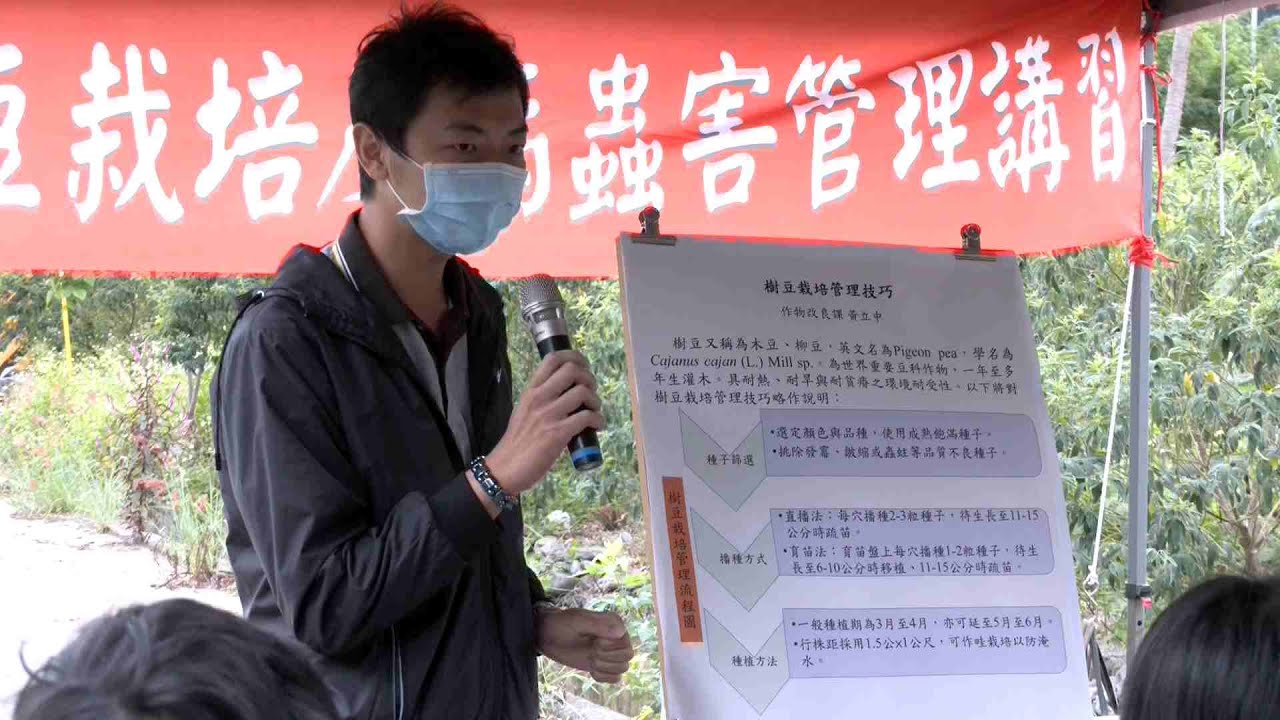 豆栽培及病蟲害管理講習
樹豆栽培管理技巧
作物改良課 黃立中
樹豆又稱為木豆、柳豆，英文名為Pigeon pea，學名為
Cajanus cajan (L.) Mill sp.。為世界重要豆科作物，一年至多
年生灌木。具耐熱、耐旱與耐貧瘠之環境耐受性。以下將對
樹豆栽培管理技巧略作說明：
樹豆栽培管理流程圖
種子篩選
•選定顏色與品種，使用成熟飽滿種子。
•挑除發霉、皺縮或蟲蛀等品質不良種子。
播種方式
•直播法：每穴播種2-3粒種子，待生長至11-15
公分時疏苗。
•育苗法：育苗盤上每穴播種1-2粒種子，待生
長至6-10公分時移植、11-15公分時疏苗。
種植方法
•一般種植期為3月至4月，亦可延至5月至6月。
•行株距採用1.5公×1公尺，可作畦栽培以防淹
水。